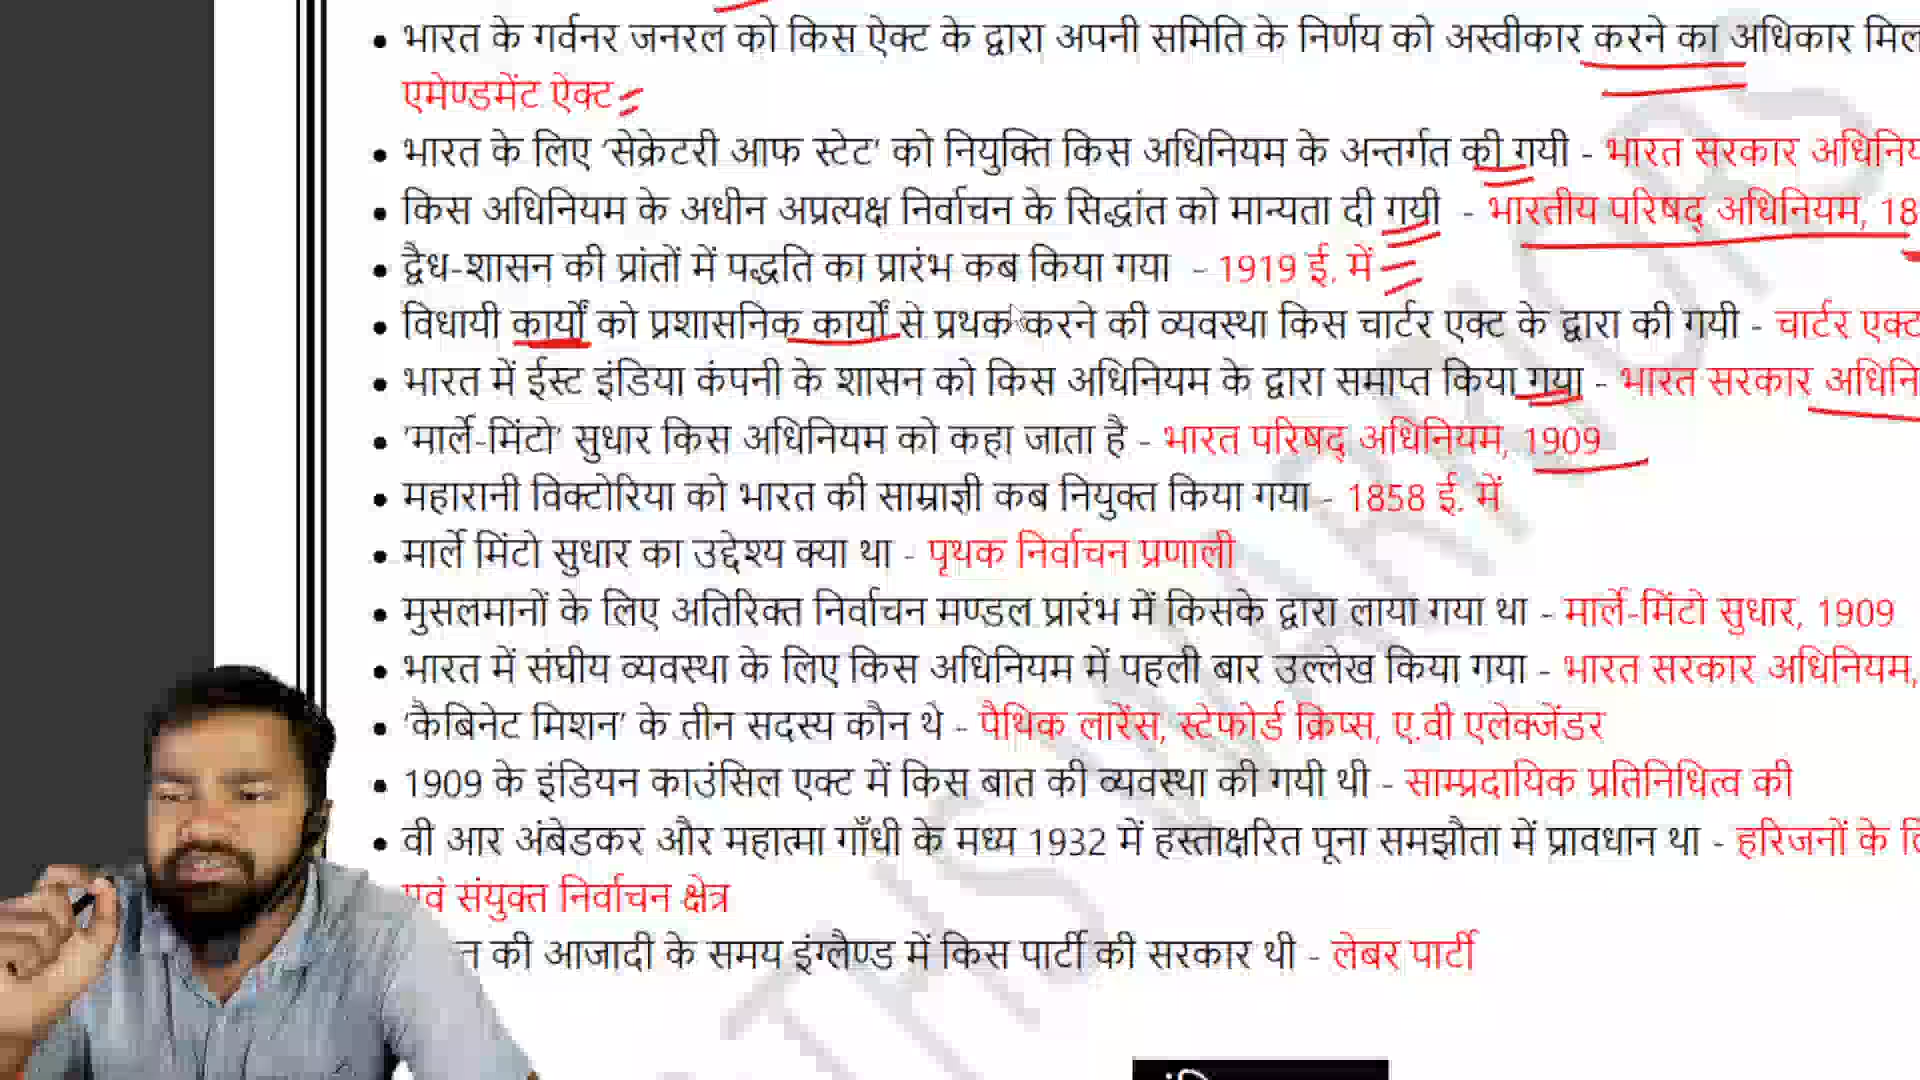 भारत के गर्वनर जनरल को किस ऐक्ट के द्वारा अपनी समिति के निर्णय को अस्वीकार करने का अधिकार
एमेण्डमेंट ऐक्ट
भारत के लिए 'सेक्रेटरी आफ स्टेट' को नियुक्ति किस अधिनियम के अन्तर्गत की गयी - भारत सरकार
किस अधिनियम के अधीन अप्रत्यक्ष निर्वाचन के सिद्धांत को मान्यता दी गयी - भारतीय परिषद् अधिनियम, 18
द्वैध-शासन की प्रांतों में पद्धति का प्रारंभ कब किया गया - 1919 ई. में
विधायी कार्यों को प्रशासनिक कार्यों से प्रथक करने की व्यवस्था किस चार्टर एक्ट के द्वारा की गयी - चार्टर एक्ट
भारत में ईस्ट इंडिया कंपनी के शासन को किस अधिनियम के द्वारा समाप्त किया गया - भारत सरकार
'मार्ले-मिंटो' सुधार किस अधिनियम को कहा जाता है - भारत परिषद् अधिनियम, 1909
महारानी विक्टोरिया को भारत की साम्राज्ञी कब नियुक्त किया गया - 1858 ई. में
मार्ले मिंटो सुधार का उद्देश्य क्या था - पृथक निर्वाचन प्रणाली
मुसलमानों के लिए अतिरिक्त निर्वाचन मण्डल प्रारंभ में किसके द्वारा लाया गया था - मार्ले-मिंटो सुधार, 1909
भारत में संघीय व्यवस्था के लिए किस अधिनियम में पहली बार उल्लेख किया गया - भारत सरकार अधिनियम,
'कैबिनेट मिशन' के तीन सदस्य कौन थे - पैथिक लारेंस, स्टेफोर्ड क्रिप्स, ए.वी एलेक्जेंडर
1909 के इंडियन काउंसिल एक्ट में किस बात की व्यवस्था की गयी थी - साम्प्रदायिक प्रतिनिधित्व की
वी आर अंबेडकर और महात्मा गाँधी के मध्य 1932 में हस्ताक्षरित पूना समझौता में प्रावधान था - हरिजनों के
एवं संयुक्त निर्वाचन क्षेत्र
की आजादी के समय इंग्लैण्ड में किस पार्टी की सरकार थी - लेबर पार्टी